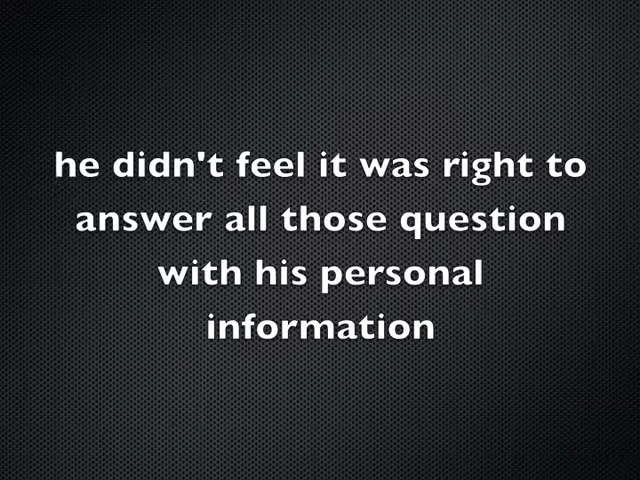 he didn't feel it was right to
answer all those question
with his personal
information